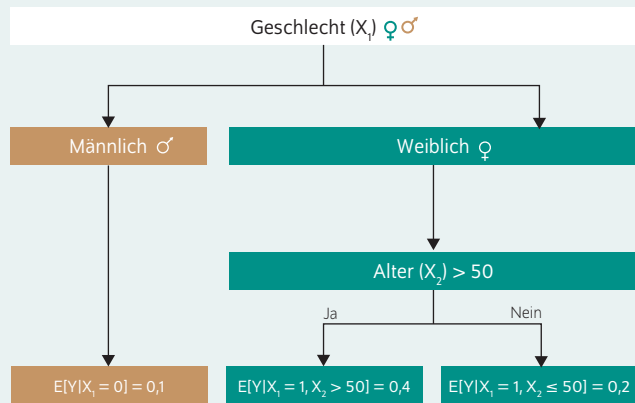 Geschlecht (X₁) ♀♂
Männlich ♂
Weiblich ♀
Alter (X₂) > 50
Ja
Nein
E[Y|X₁ = 0] = 0,1
E[Y|X₁ = 1, X₂ > 50] = 0,4
E[Y|X₁ = 1, X₂ ≤ 50] = 0,2